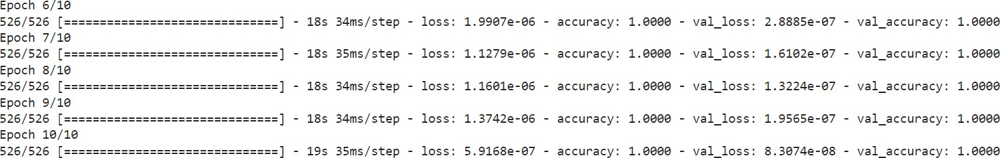 Epoch 6/10
526/526 [==============================] - 18s 34ms/step - loss: 1.9907e-06 - accuracy: 1.0000 - val_loss: 2.8885e-07 - val_accuracy: 1.0000
Epoch 7/10
526/526 [==============================] - 18s 35ms/step - loss: 1.1279e-06 - accuracy: 1.0000 - val_loss: 1.6102e-07 - val_accuracy: 1.0000
Epoch 8/10
526/526 [==============================] - 18s 34ms/step - loss: 1.1601e-06 - accuracy: 1.0000 - val_loss: 1.3224e-07 - val_accuracy: 1.0000
Epoch 9/10
526/526 [==============================] - 18s 34ms/step - loss: 1.3742e-06 - accuracy: 1.0000 - val_loss: 1.9565e-07 - val_accuracy: 1.0000
Epoch 10/10
526/526 [==============================] - 19s 35ms/step - loss: 5.9168e-07 - accuracy: 1.0000 - val_loss: 8.3074e-08 - val_accuracy: 1.0000